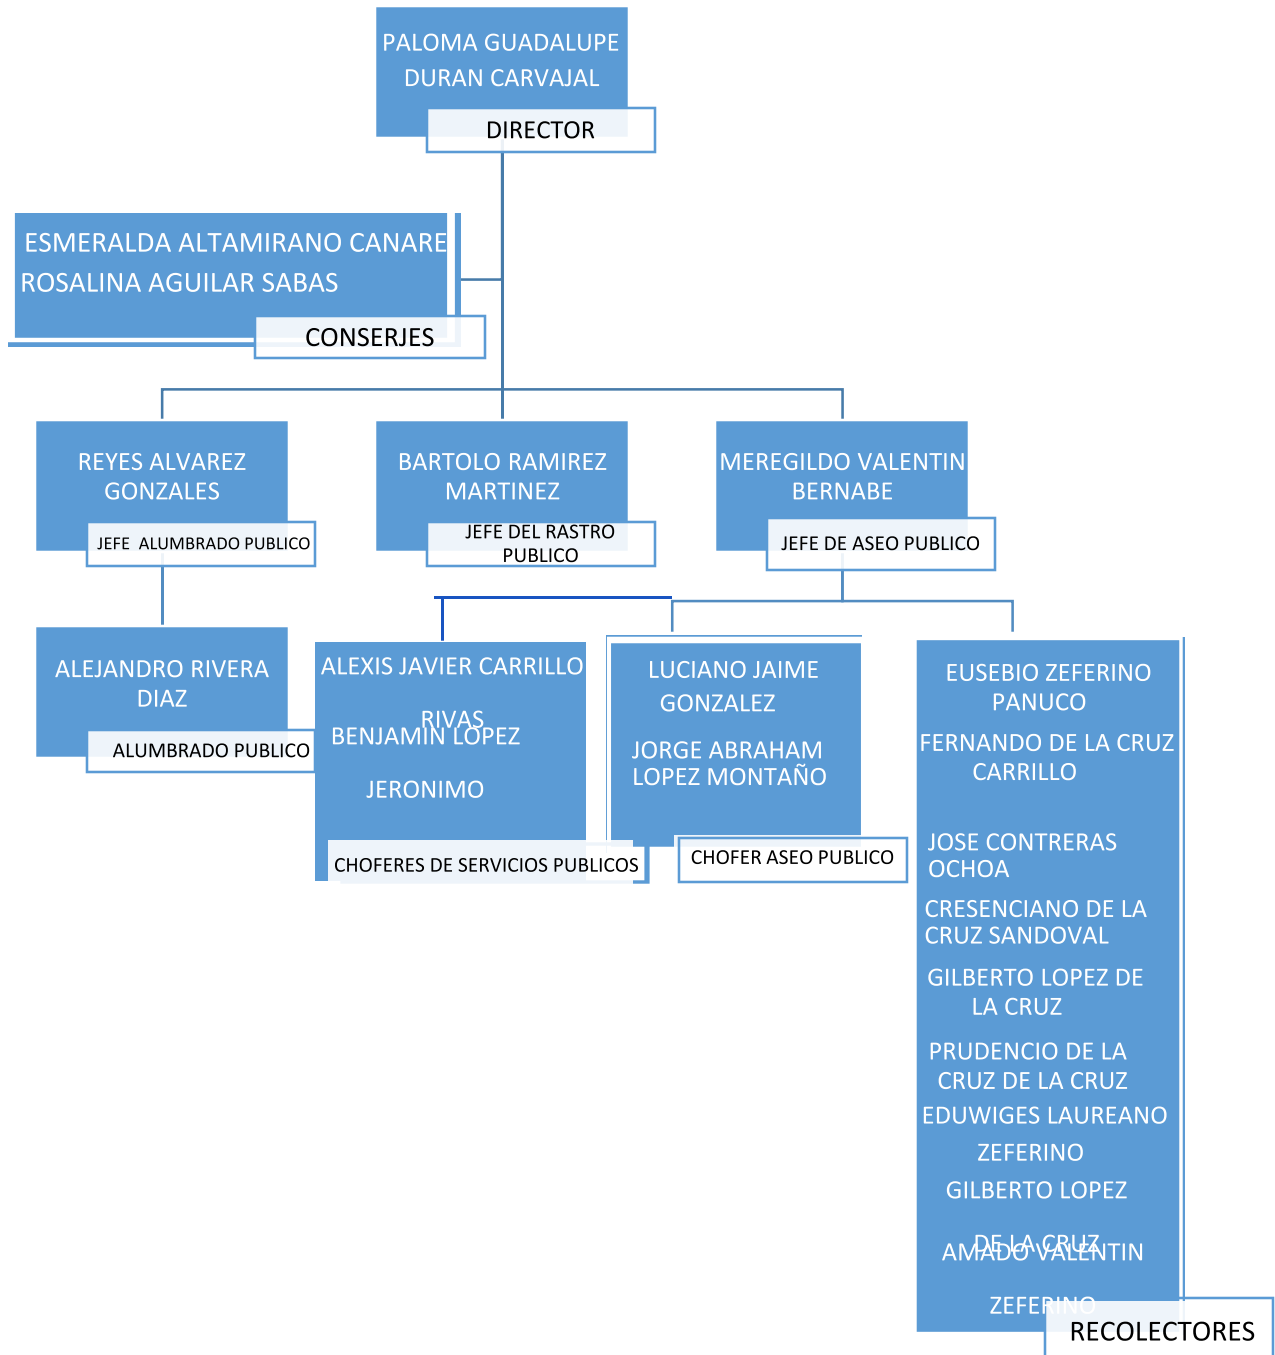 PALOMA GUADALUPE
DURAN CARVAJAL
DIRECTOR
ESMERALDA ALTAMIRANO CANARE
ROSALINA AGUILAR SABAS
CONSERJES
REYES ALVAREZ
GONZALES
JEFE ALUMBRADO PUBLICO
BARTOLO RAMIREZ
MARTINEZ
JEFE DEL RASTRO
PUBLICO
MEREGILDO VALENTIN
BERNABE
JEFE DE ASEO PUBLICO
ALEJANDRO RIVERA
DIAZ
ALUMBRADO PUBLICO
ALEXIS JAVIER CARRILLO
RIVAS
BENJAMIN LOPEZ
JERONIMO
CHOFERES DE SERVICIOS PUBLICOS
LUCIANO JAIME
GONZALEZ
JORGE ABRAHAM
LOPEZ MONTAÑO
CHOFER ASEO PUBLICO
EUSEBIO ZEFERINO
PANUCO
FERNANDO DE LA CRUZ
CARRILLO
JOSE CONTRERAS
OCHOA
CRESENCIANO DE LA
CRUZ SANDOVAL
GILBERTO LOPEZ DE
LA CRUZ
PRUDENCIO DE LA
CRUZ DE LA CRUZ
EDUWIGES LAUREANO
ZEFERINO
GILBERTO LOPEZ
DE LA CRUZ
AMADO VALENTIN
ZEFERINO
RECOLECTORES